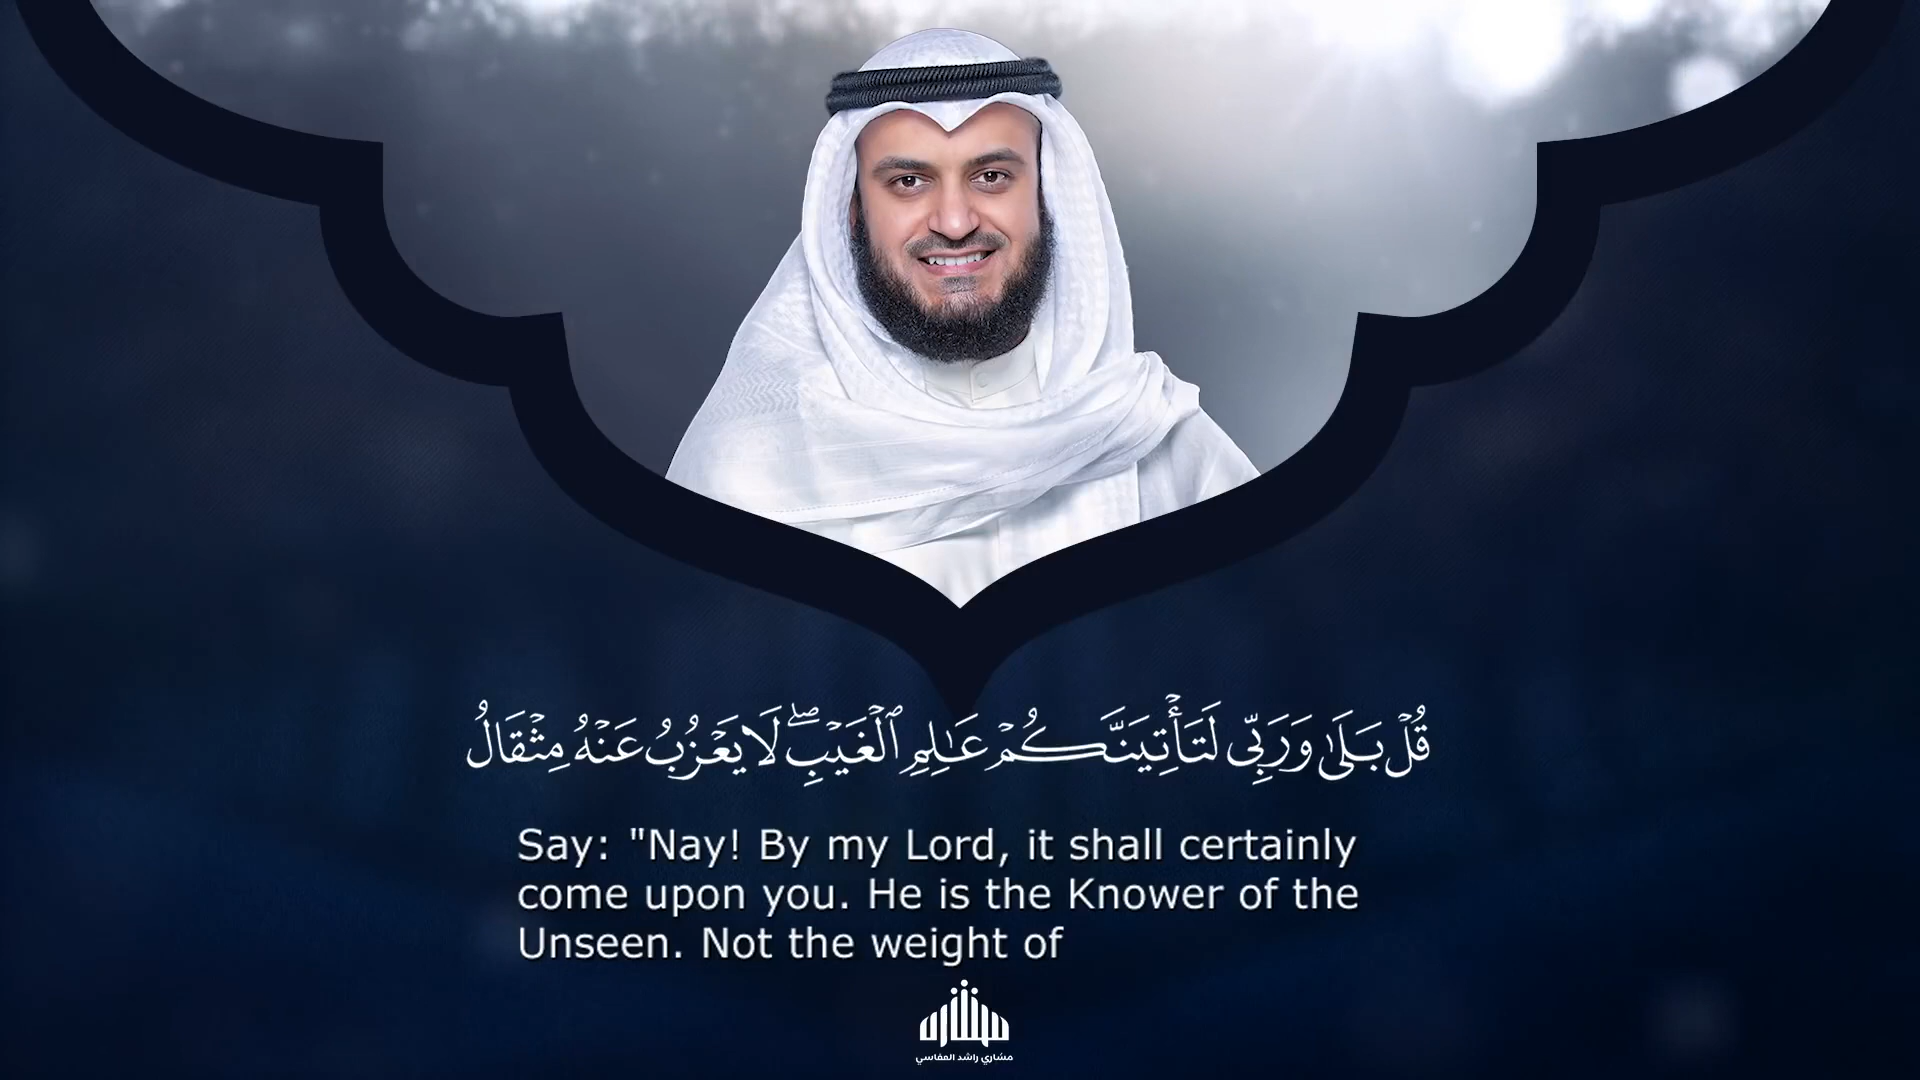 قُلْ بَلَىٰ وَرَبِّى لَتَأْتِيَنَّكُمْ عَـٰلِمِ ٱلْغَيْبِ ۖ لَا يَعْزُبُ عَنْهُ مِثْقَالُ
Say: "Nay! By my Lord, it shall certainly
come upon you. He is the Knower of the
Unseen. Not the weight of
مشاري
مشاري راشد العفاسي